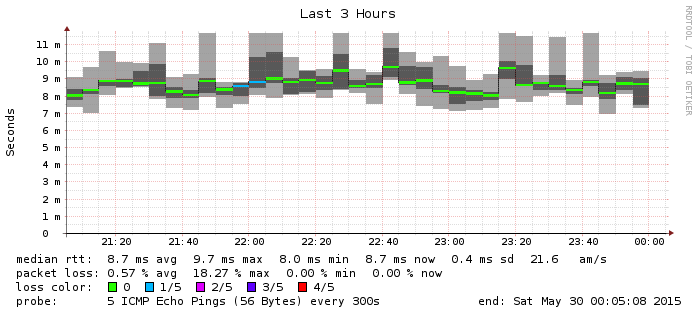 Last 3 Hours
RRDTOOL / TOBI OETIKER
Seconds
11 m
10 m
9 m
8 m
7 m
6 m
5 m
4 m
3 m
2 m
1 m
0
21:20 21:40 22:00 22:20 22:40 23:00 23:20 23:40 00:00
median rtt: 8.7 ms avg 9.7 ms max 8.0 ms min 8.7 ms now 0.4 ms sd 21.6 am/s
packet loss: 0.57 % avg 18.27 % max 0.00 % min 0.00 % now
loss color: 0 1/5 2/5 3/5 4/5
probe: 5 ICMP Echo Pings (56 Bytes) every 300s end: Sat May 30 00:05:08 2015